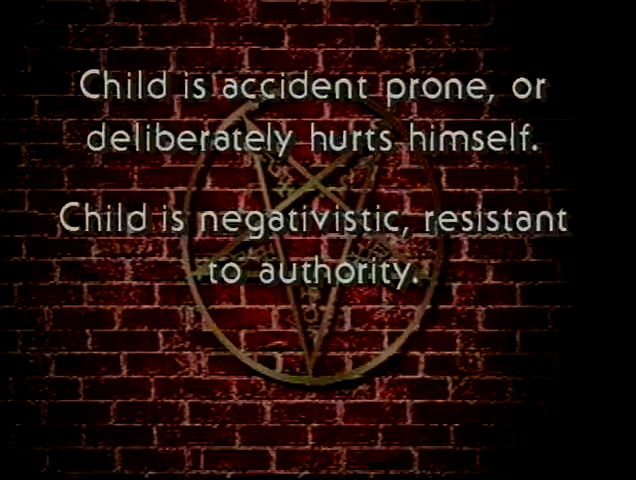 Child is accident prone, or
deliberately hurts himself.
Child is negativistic, resistant
to authority.